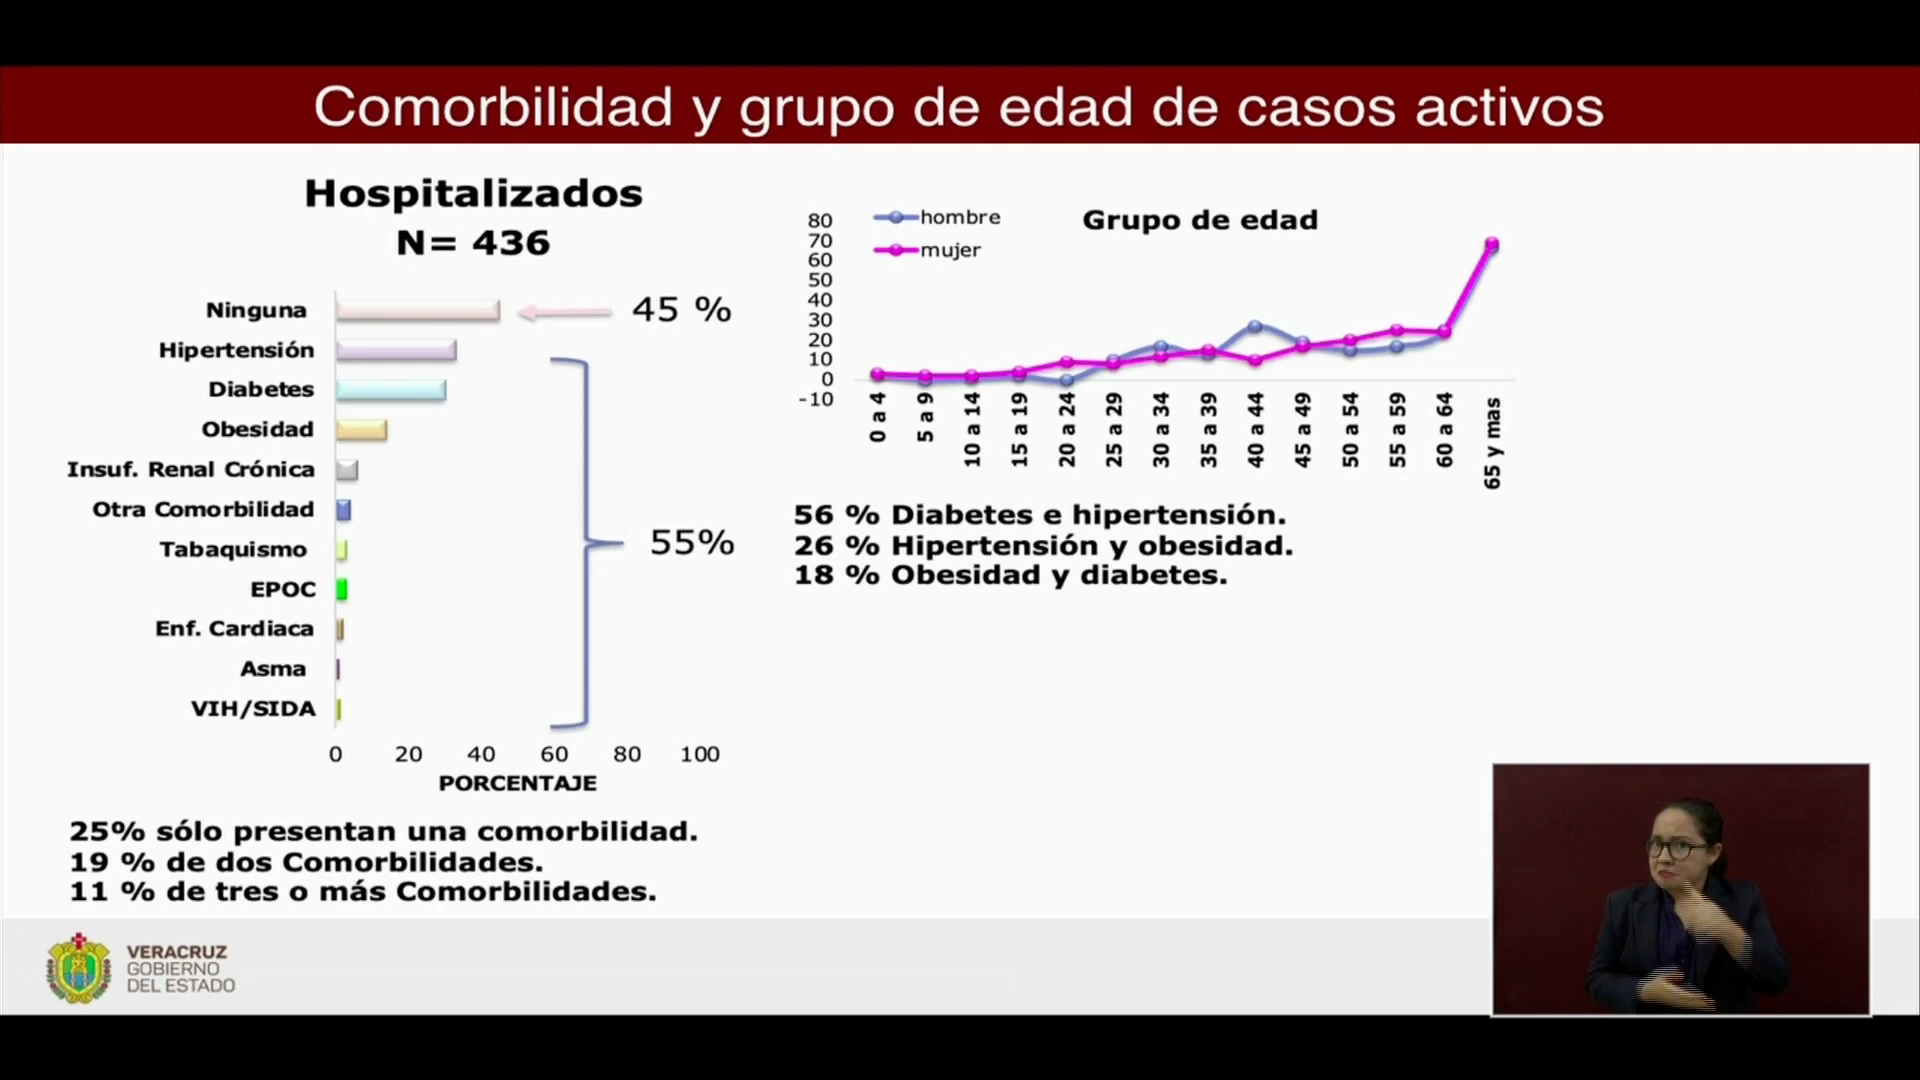 Comorbilidad y grupo de edad de casos activos
Hospitalizados
N= 436
Ninguna
45 %
Hipertensión
Diabetes
Obesidad
Insuf. Renal Crónica
Otra Comorbilidad
Tabaquismo
EPOC
Enf. Cardiaca
Asma
VIH/SIDA
55%
0 20 40 60 80 100
PORCENTAJE
25% sólo presentan una comorbilidad.
19 % de dos Comorbilidades.
11 % de tres o más Comorbilidades.
Grupo de edad
hombre
mujer
80
70
60
50
40
30
20
10
0
-10
0 a 4
5 a 9
10 a 14
15 a 19
20 a 24
25 a 29
30 a 34
35 a 39
40 a 44
45 a 49
50 a 54
55 a 59
60 a 64
65 y mas
56 % Diabetes e hipertensión.
26 % Hipertensión y obesidad.
18 % Obesidad y diabetes.
VERACRUZ
GOBIERNO
DEL ESTADO